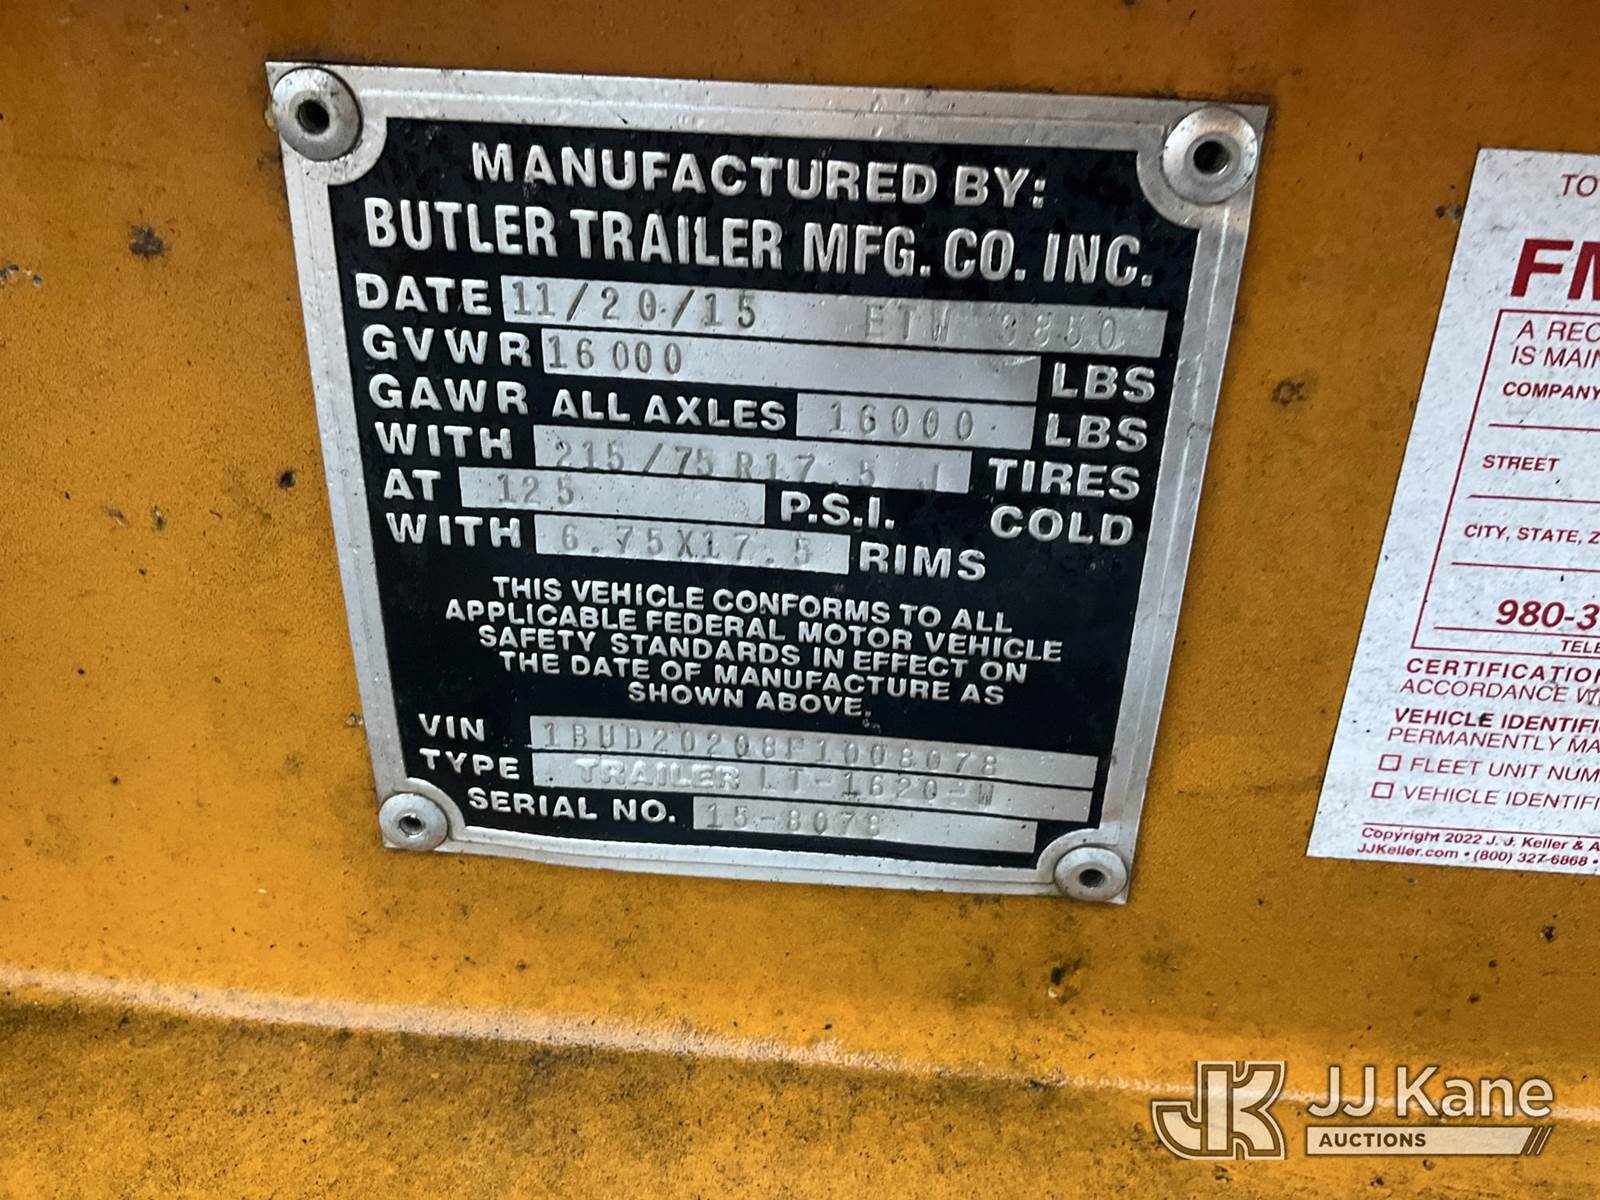 MANUFACTURED BY:
BUTLER TRAILER MFG. CO. INC.
DATE 11/20/15 ETW 3850
GVWR 16000 LBS
GAWR ALL AXLES 16000 LBS
WITH 215/75R17.5 J TIRES
AT 125 P.S.I. COLD
WITH 6.75X17.5 RIMS
THIS VEHICLE CONFORMS TO ALL
APPLICABLE FEDERAL MOTOR VEHICLE
SAFETY STANDARDS IN EFFECT ON
THE DATE OF MANUFACTURE AS
SHOWN ABOVE.
VIN 1BUD20208F1008078
TYPE TRAILER LT-1620-W
SERIAL NO. 15-8078
TO
FM
A REC
IS MAIN
COMPANY
STREET
CITY, STATE, Z
980-3
TELE
CERTIFICATION
ACCORDANCE W
VEHICLE IDENTIFI
PERMANENTLY MA
FLEET UNIT NUM
VEHICLE IDENTIFI
Copyright 2022 J. J. Keller & A
JJKeller.com • (800) 327-6868 •
JK JJ Kane
AUCTIONS